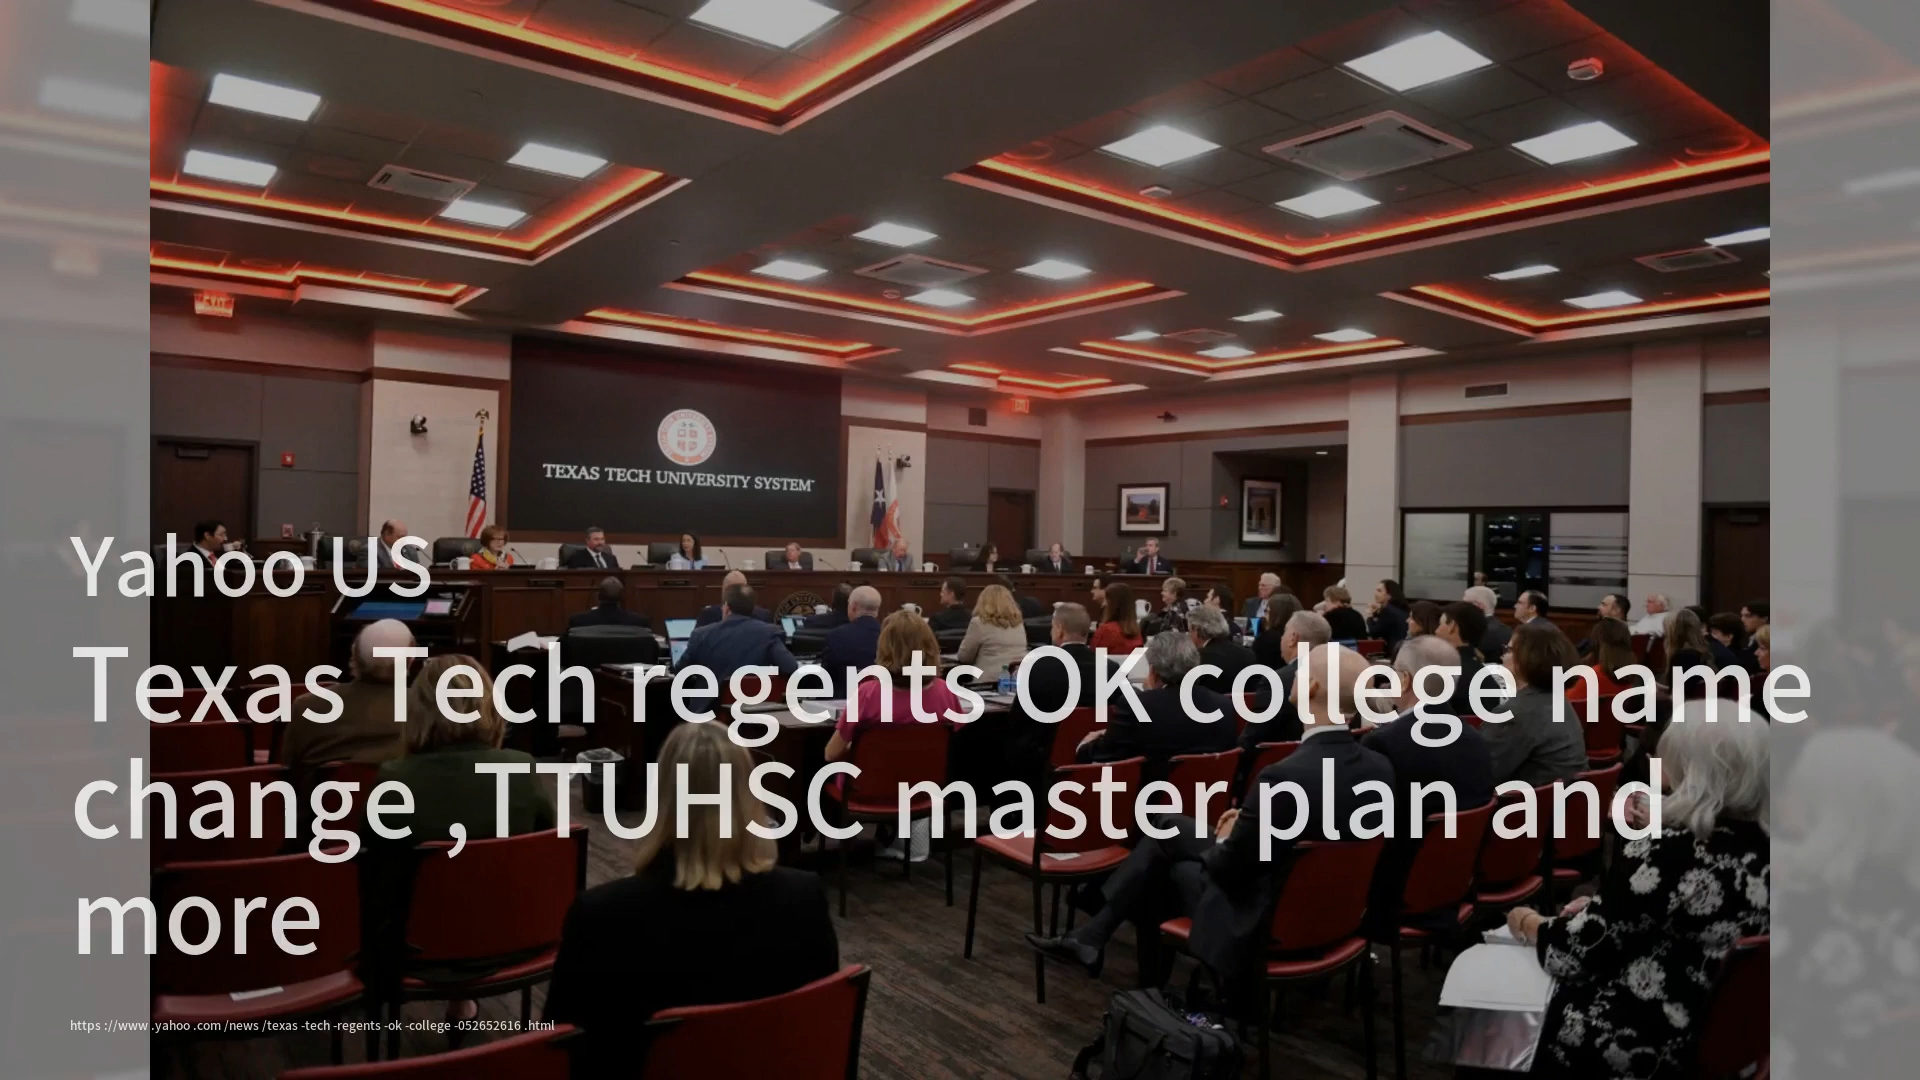 EXIT
TEXAS TECH UNIVERSITY SYSTEM
Yahoo US
Texas Tech regents OK college name
change ,TTUHSC master plan and
more
https ://www .yahoo .com /news /texas -tech -regents -ok -college -052652616 .html